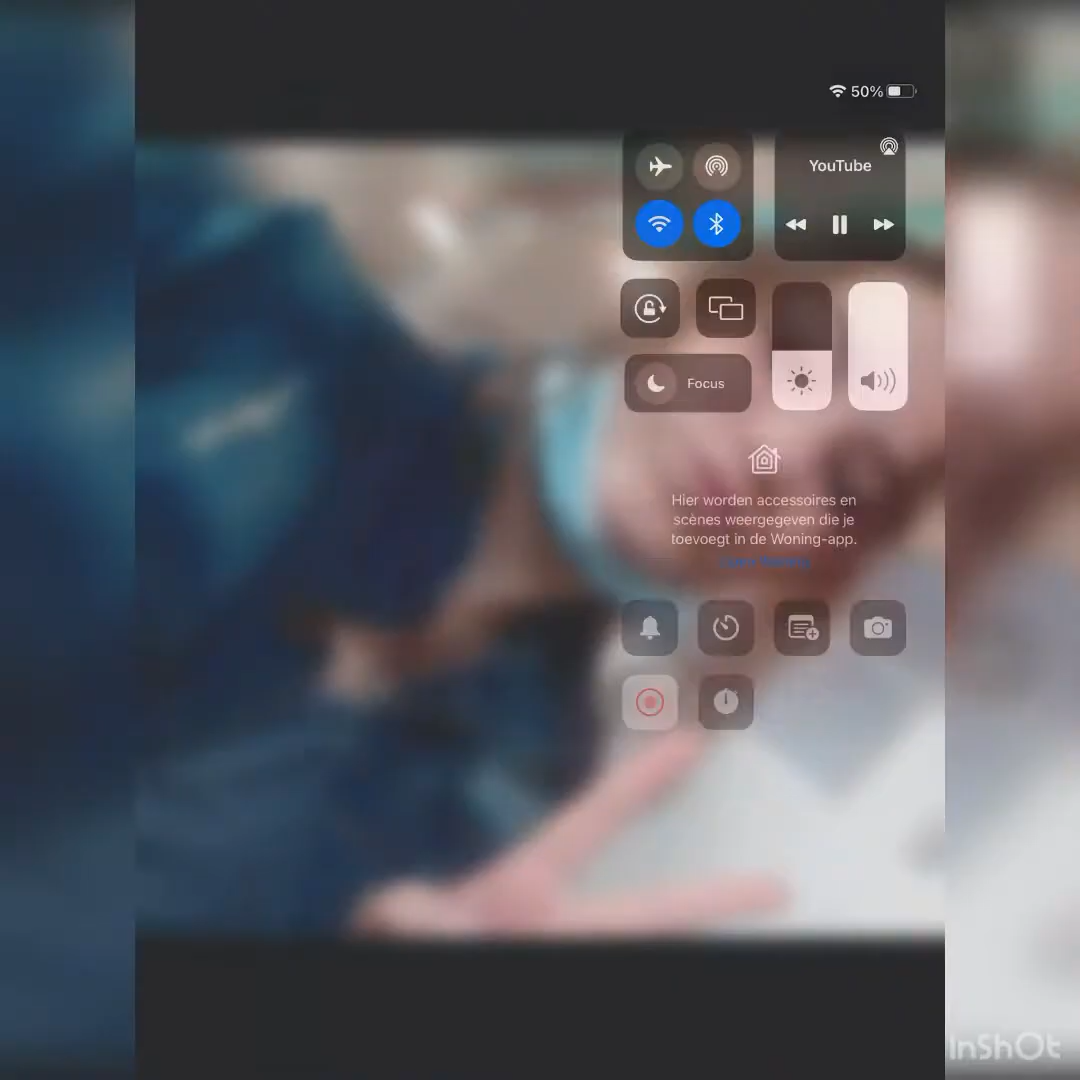 50%
YouTube
Focus
Hier worden accessoires en
scènes weergegeven die je
toevoegt in de Woning-app.
InShOt